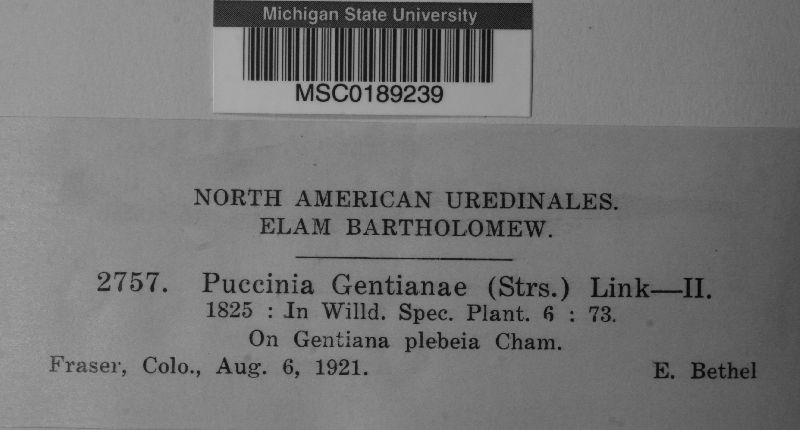 Michigan State University
MSC0189239
NORTH AMERICAN UREDINALES.
ELAM BARTHOLOMEW.
2757. Puccinia Gentianae (Strs.) Link—II.
1825 : In Willd. Spec. Plant. 6 : 73.
On Gentiana plebeia Cham.
Fraser, Colo., Aug. 6, 1921. E. Bethel